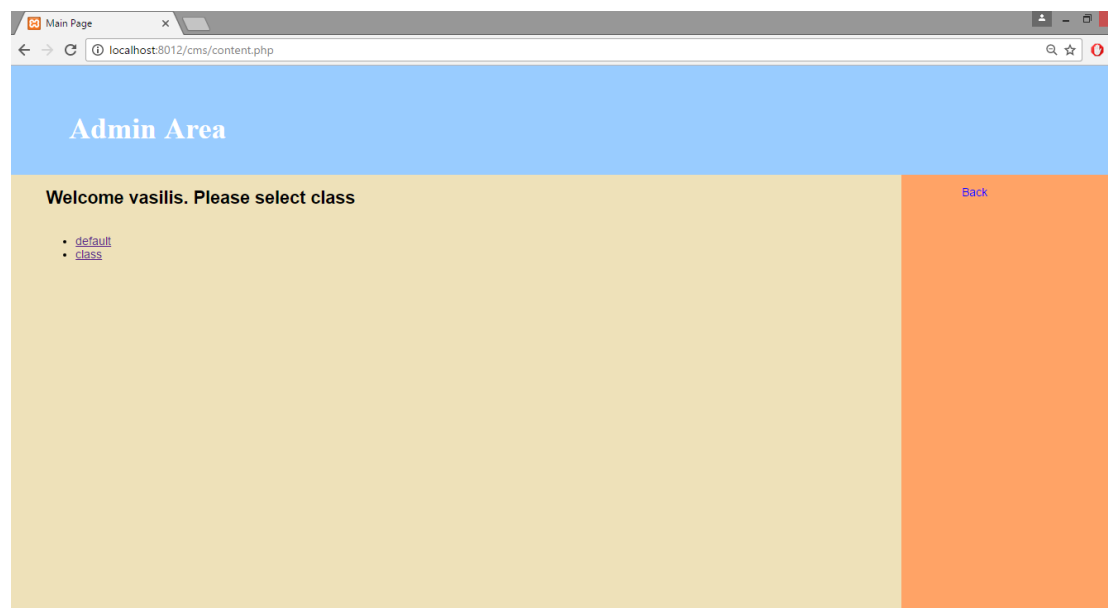 Main Page
localhost:8012/cms/content.php
Admin Area
Welcome vasilis. Please select class
Back
default
class